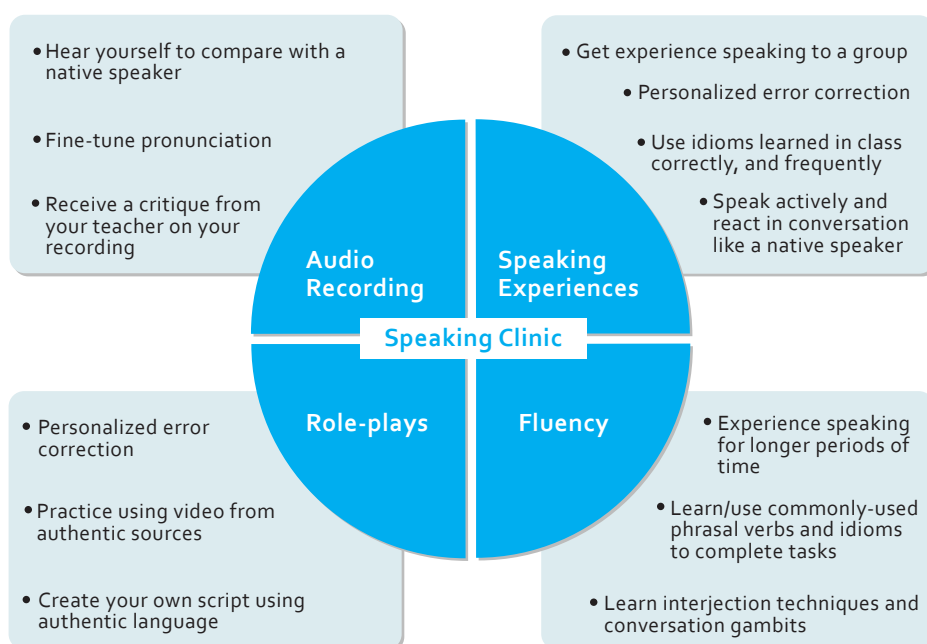 • Hear yourself to compare with a
native speaker
• Fine-tune pronunciation
• Receive a critique from
your teacher on your
recording
• Get experience speaking to a group
• Personalized error correction
• Use idioms learned in class
correctly, and frequently
• Speak actively and
react in conversation
like a native speaker
Audio
Recording
Speaking
Experiences
Speaking Clinic
Role-plays
Fluency
• Personalized error
correction
• Practice using video from
authentic sources
• Create your own script using
authentic language
• Experience speaking
for longer periods of
time
• Learn/use commonly-used
phrasal verbs and idioms
to complete tasks
• Learn interjection techniques and
conversation gambits